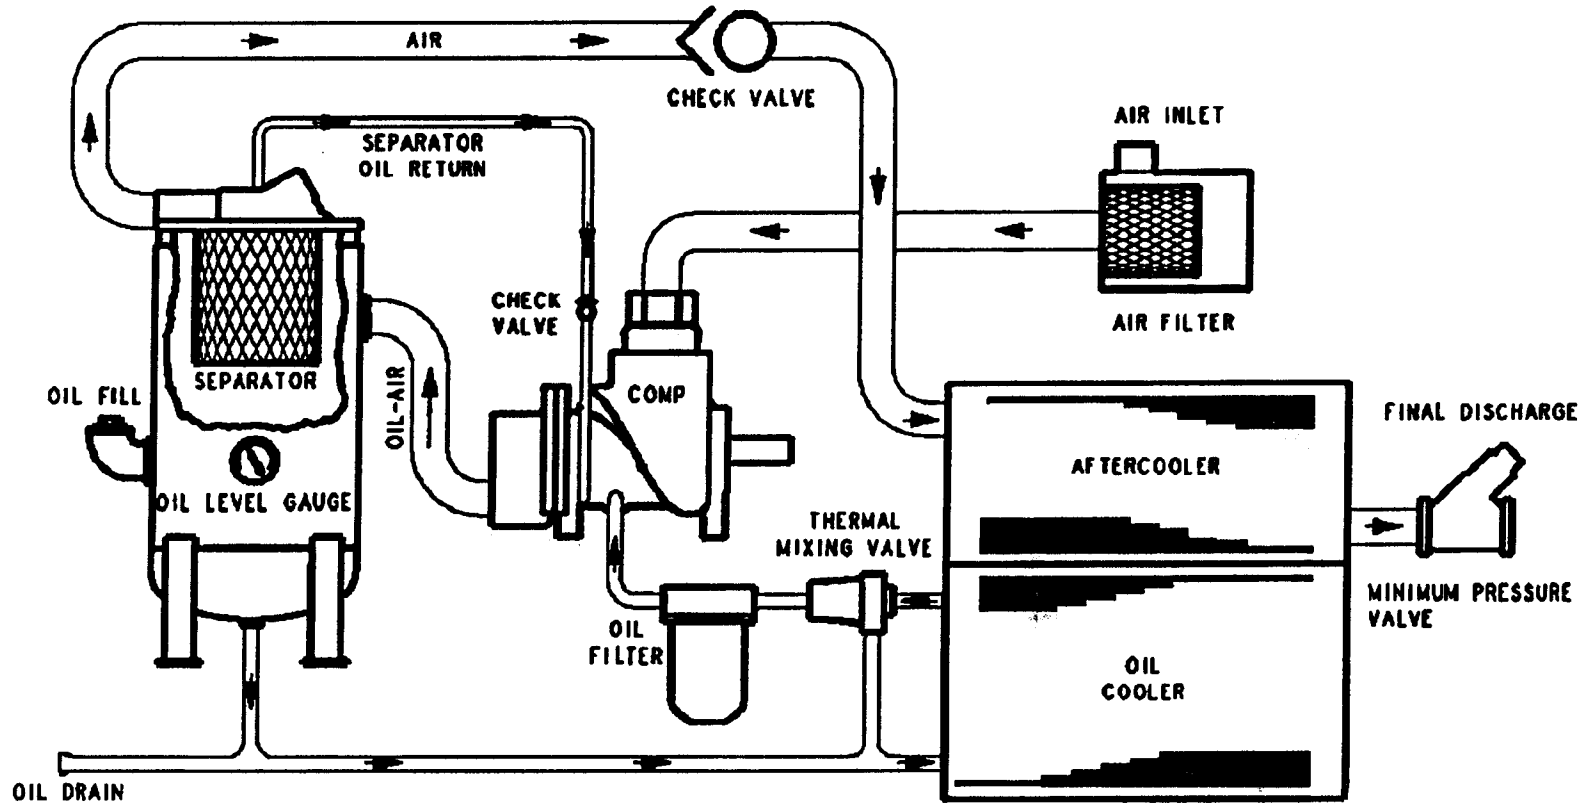 AIR
CHECK VALVE
AIR INLET
SEPARATOR
OIL RETURN
CHECK
VALVE
AIR FILTER
SEPARATOR
OIL FILL
OIL-AIR
COMP
FINAL DISCHARGE
AFTERCOOLER
OIL LEVEL GAUGE
THERMAL
MIXING VALVE
MINIMUM PRESSURE
VALVE
OIL
FILTER
OIL
COOLER
OIL DRAIN